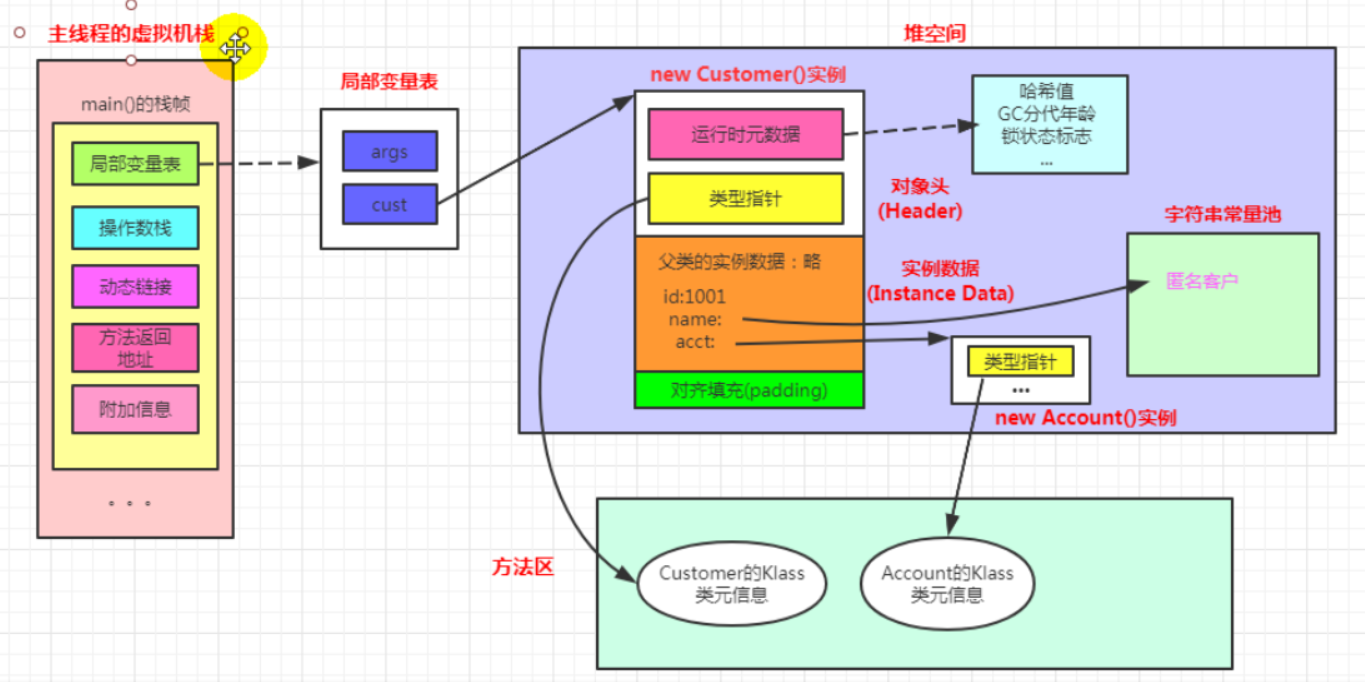 主线程的虚拟机栈
main()的栈帧
局部变量表
操作数栈
动态链接
方法返回
地址
附加信息
。。。
局部变量表
args
cust
堆空间
new Customer()实例
运行时元数据
类型指针
哈希值
GC分代年龄
锁状态标志
...
对象头
(Header)
父类的实例数据：略
id:1001
name:
acct:
实例数据
(Instance Data)
对齐填充(padding)
字符串常量池
匿名客户
类型指针
...
new Account()实例
方法区
Customer的Klass
类元信息
Account的Klass
类元信息